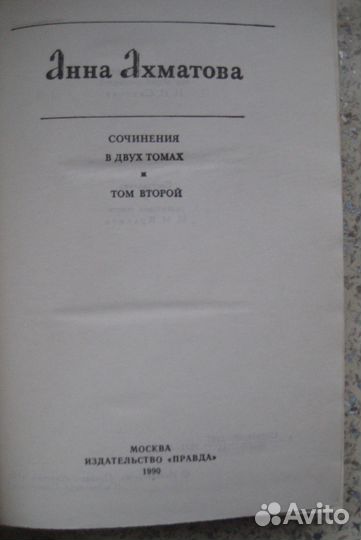 Анна Ахматова
СОЧИНЕНИЯ
В ДВУХ ТОМАХ
ТОМ ВТОРОЙ
МОСКВА
ИЗДАТЕЛЬСТВО «ПРАВДА»
1990
Avito